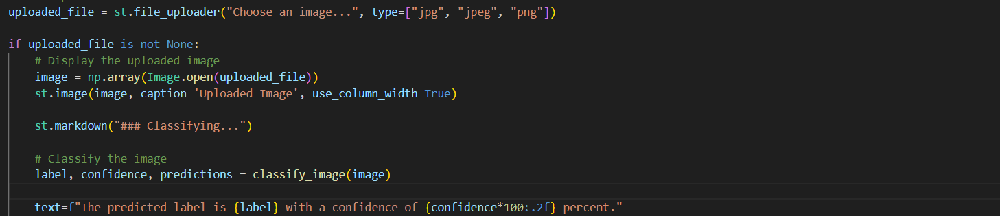 uploaded_file = st.file_uploader("Choose an image...", type=["jpg", "jpeg", "png"])
if uploaded_file is not None:
# Display the uploaded image
image = np.array(Image.open(uploaded_file))
st.image(image, caption='Uploaded Image', use_column_width=True)
st.markdown("### Classifying...")
# Classify the image
label, confidence, predictions = classify_image(image)
text=f"The predicted label is {label} with a confidence of {confidence*100:.2f} percent."